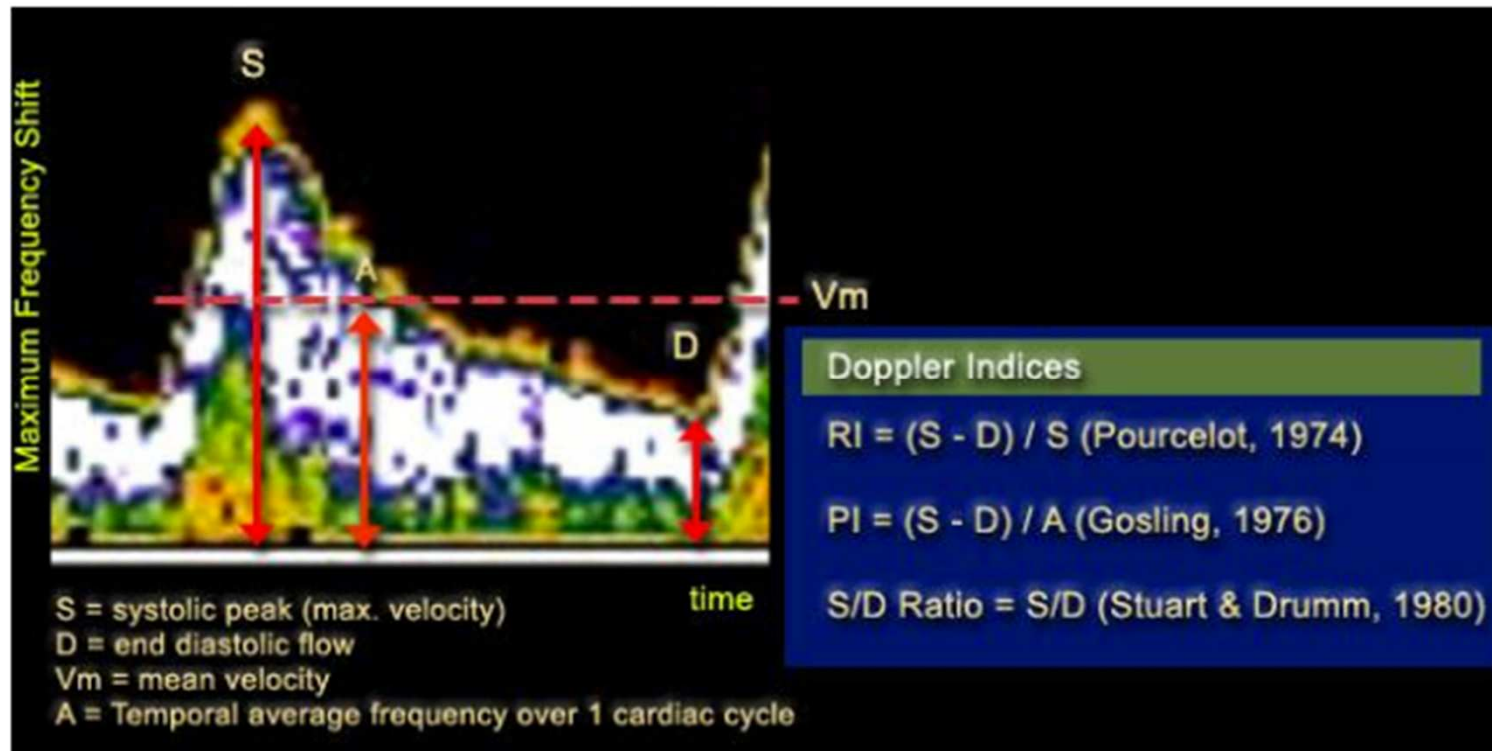 Maximum Frequency Shift
S
A
Vm
D
time
S = systolic peak (max. velocity)
D = end diastolic flow
Vm = mean velocity
A = Temporal average frequency over 1 cardiac cycle
Doppler Indices
RI = (S - D) / S (Pourcelot, 1974)
PI = (S - D) / A (Gosling, 1976)
S/D Ratio = S/D (Stuart & Drumm, 1980)